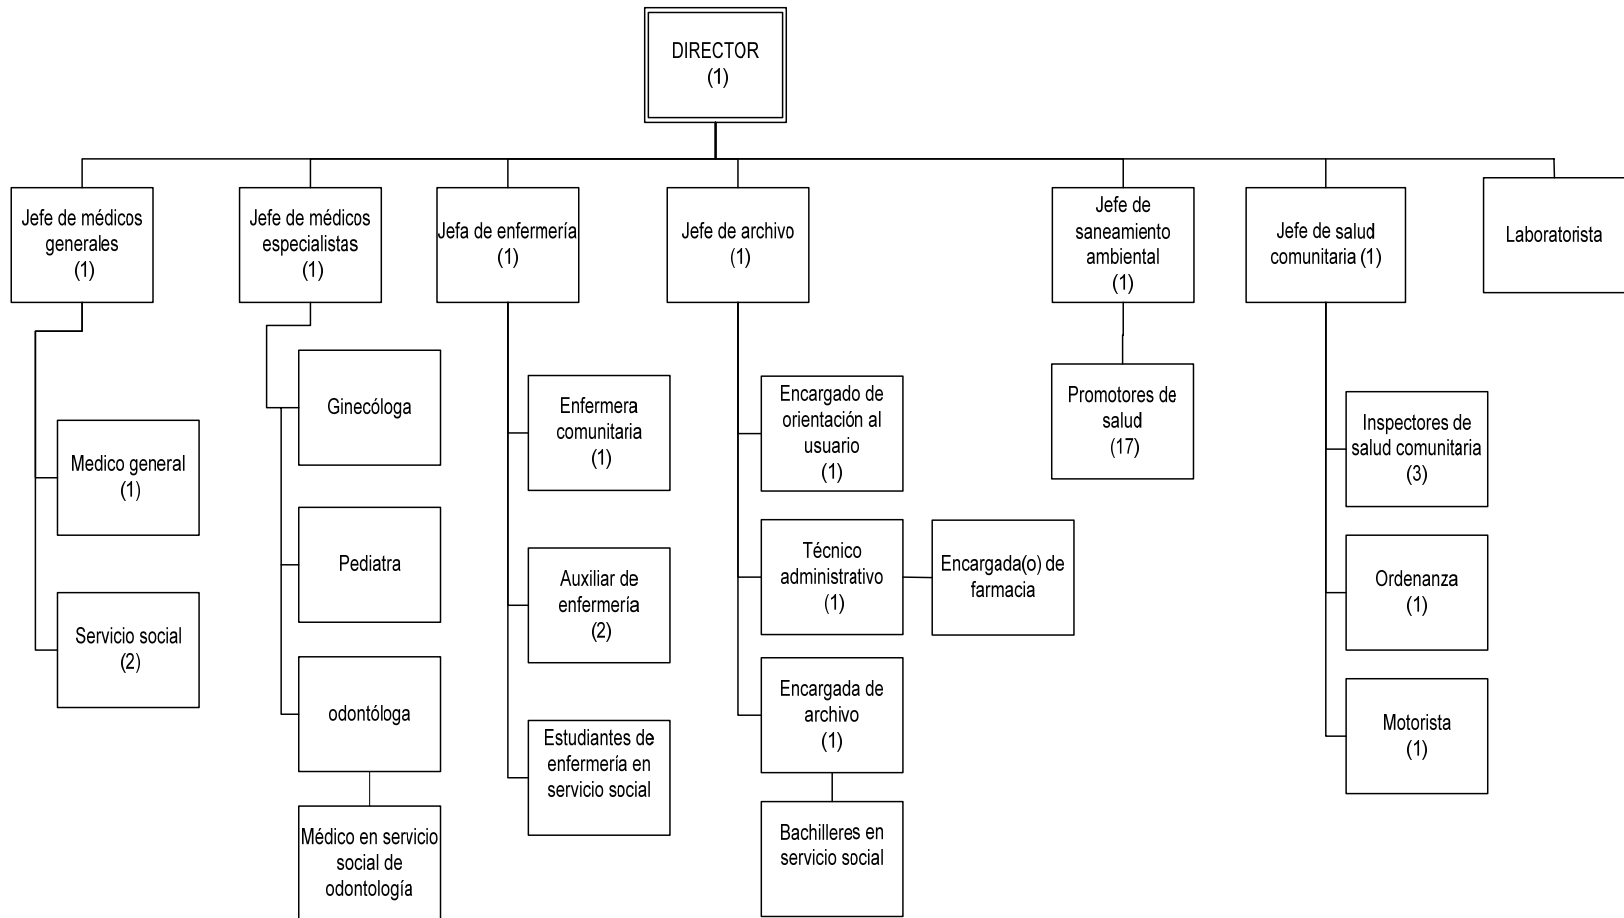 DIRECTOR
(1)
Jefe de médicos
generales
(1)
Jefe de médicos
especialistas
(1)
Jefa de enfermería
(1)
Jefe de archivo
(1)
Jefe de
saneamiento
ambiental
(1)
Jefe de salud
comunitaria (1)
Laboratorista
Medico general
(1)
Servicio social
(2)
Ginecóloga
Pediatra
odontóloga
Médico en servicio
social de
odontología
Enfermera
comunitaria
(1)
Auxiliar de
enfermería
(2)
Estudiantes de
enfermería en
servicio social
Encargado de
orientación al
usuario
(1)
Técnico
administrativo
(1)
Encargada(o) de
farmacia
Encargada de
archivo
(1)
Bachilleres en
servicio social
Promotores de
salud
(17)
Inspectores de
salud comunitaria
(3)
Ordenanza
(1)
Motorista
(1)